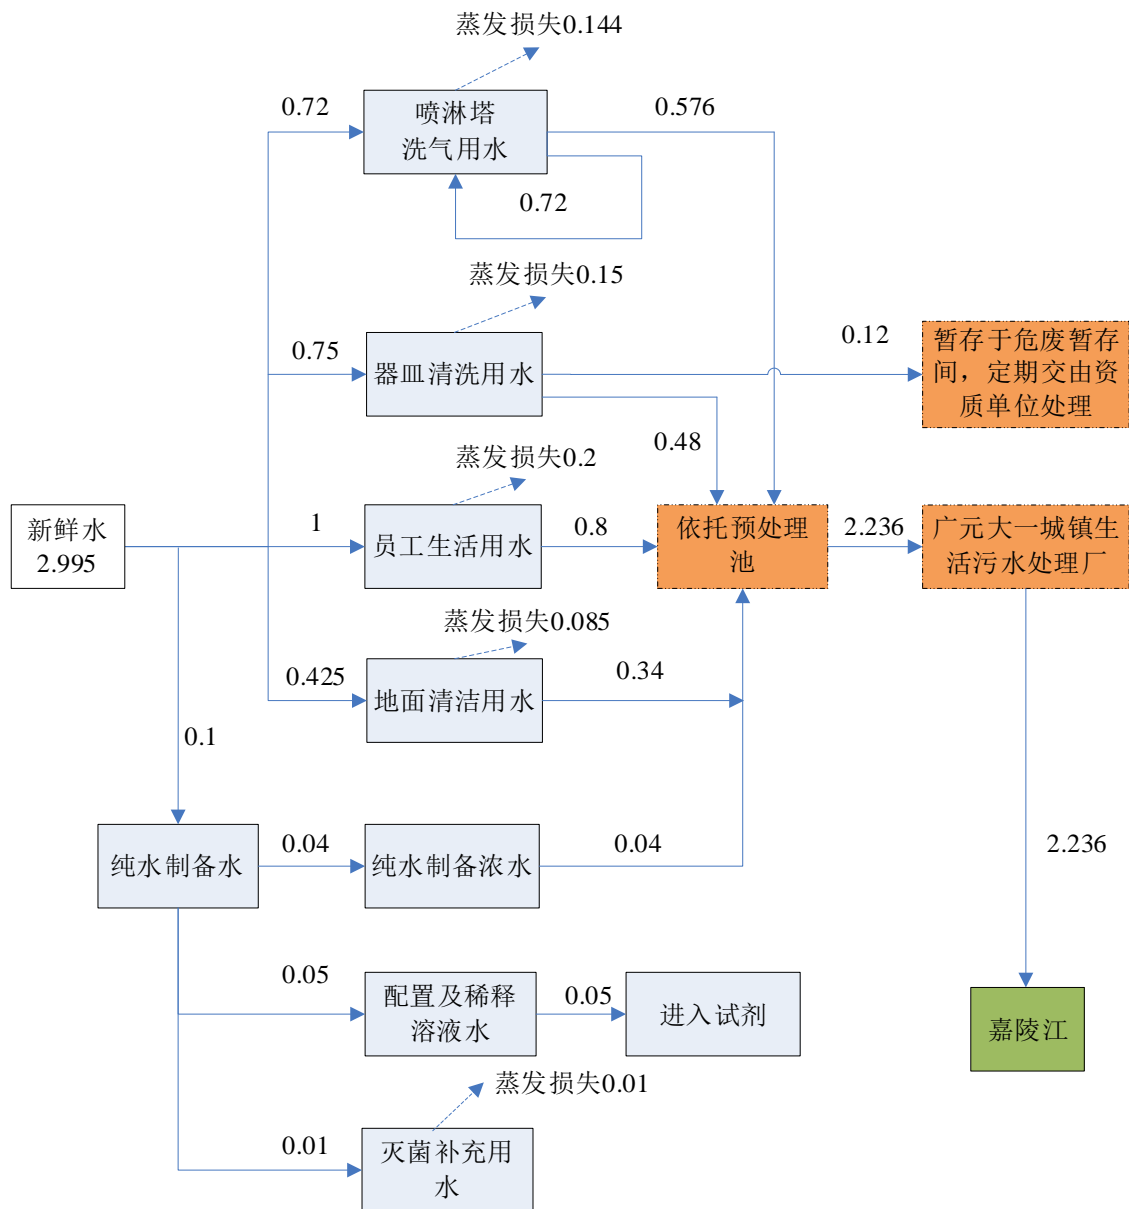 蒸发损失0.144
0.72
喷淋塔
洗气用水
0.576
0.72
蒸发损失0.15
0.75
器皿清洗用水
0.12
暂存于危废暂存
间，定期交由资
质单位处理
0.48
蒸发损失0.2
新鲜水
2.995
1
员工生活用水
0.8
依托预处理
池
2.236
广元大一城镇生
活污水处理厂
蒸发损失0.085
0.425
地面清洁用水
0.34
0.1
纯水制备水
0.04
纯水制备浓水
0.04
2.236
0.05
配置及稀释
溶液水
0.05
进入试剂
嘉陵江
蒸发损失0.01
0.01
灭菌补充用
水